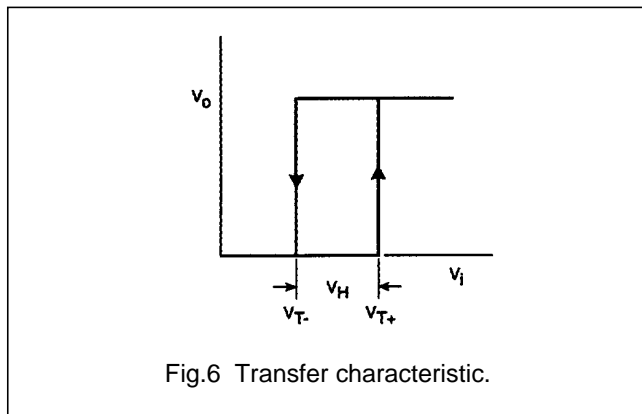 Vo
Vi
VH
VT-
VT+
Fig.6 Transfer characteristic.